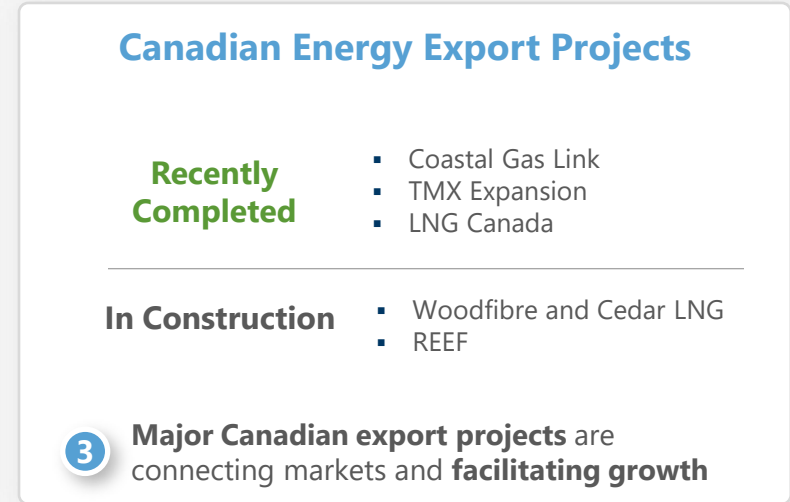 Canadian Energy Export Projects
Recently
Completed
▪ Coastal Gas Link
▪ TMX Expansion
▪ LNG Canada
In Construction
▪ Woodfibre and Cedar LNG
▪ REEF
3
Major Canadian export projects are
connecting markets and facilitating growth